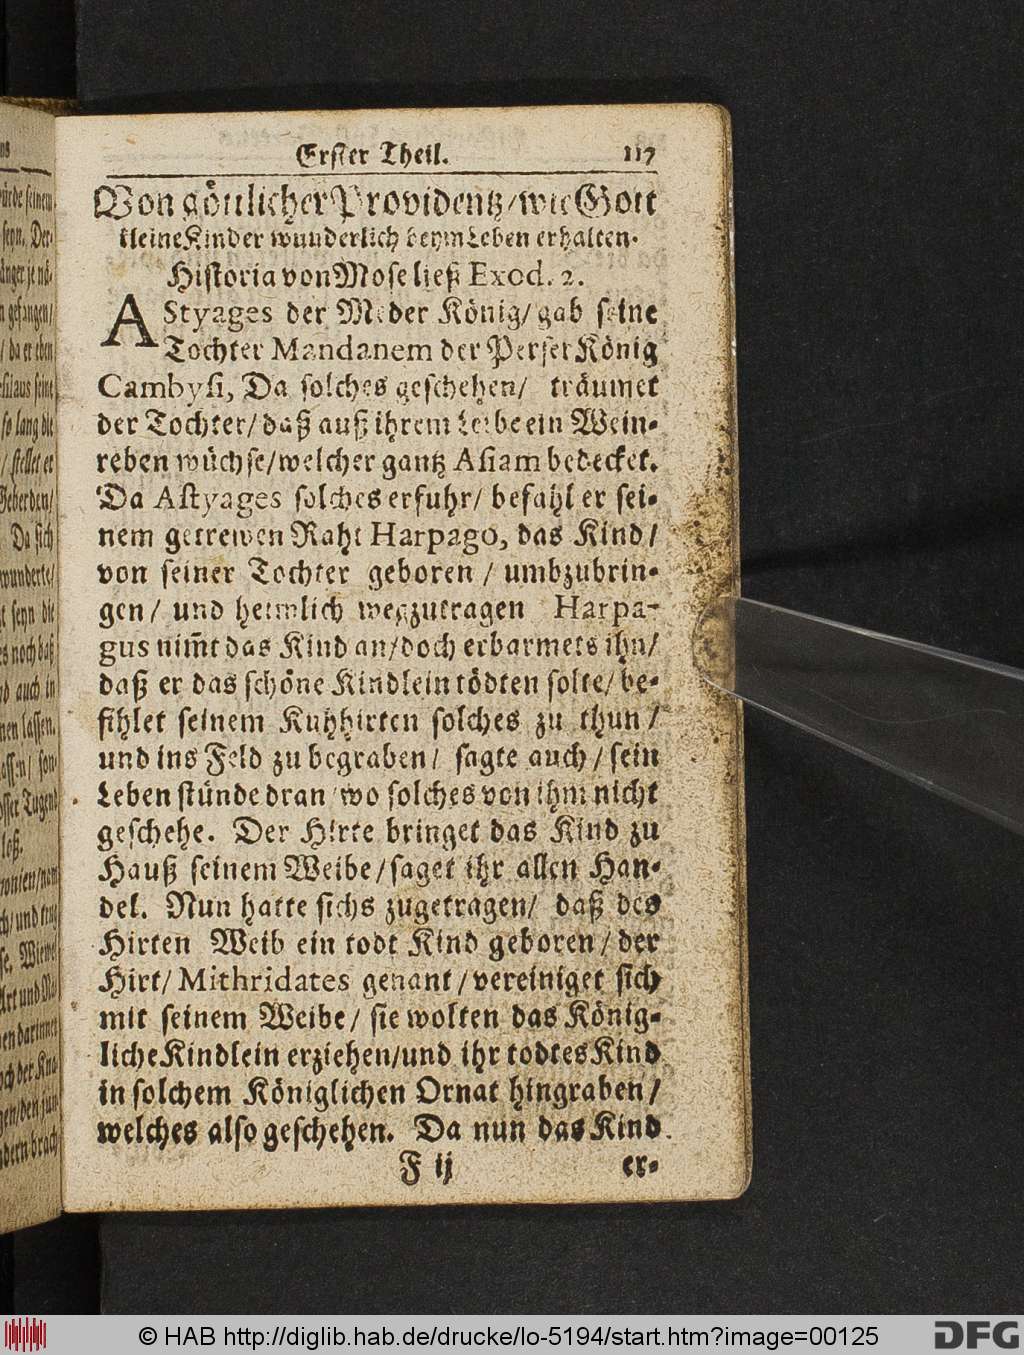 Erster Theil. 117
Von göttlicher Providentz/wie Gott
kleine Kinder wunderlich beym Leben erhalten.
Historia von Mose ließ Exod. 2.
AStyages der Meder König/ gab seine
Tochter Mandanem der Perser König
Cambysi, Da solches geschehen/ träumet
der Tochter/ daß auß ihrem Leibe ein Wein-
reben wüchse/welcher gantz Asiam bedecket.
Da Astyages solches erfuhr/ befahl er sei-
nem getrewen Raht Harpago, das Kind/
von seiner Tochter geboren / umbzubrin-
gen/ und heimlich wegzutragen Harpa-
gus nim̃t das Kind an/doch erbarmets ihn/
daß er das schöne Kindlein tödten solte/ be-
fihlet seinem Kuhhirten solches zu thun /
und ins Feld zu begraben/ sagte auch / sein
Leben stünde dran wo solches von ihm nicht
geschehe. Der Hirte bringet das Kind zu
Hauß seinem Weibe/saget ihr allen Han-
del. Nun hatte sichs zugetragen/ daß des
Hirten Weib ein todt Kind geboren / der
Hirt/ Mithridates genant / vereiniget sich
mit seinem Weibe/ sie wolten das König-
liche Kindlein erziehen/und ihr todtes Kind
in solchem Königlichen Ornat hingraben/
welches also geschehen. Da nun das Kind
F ij er-
© HAB http://diglib.hab.de/drucke/lo-5194/start.htm?image=00125
DFG